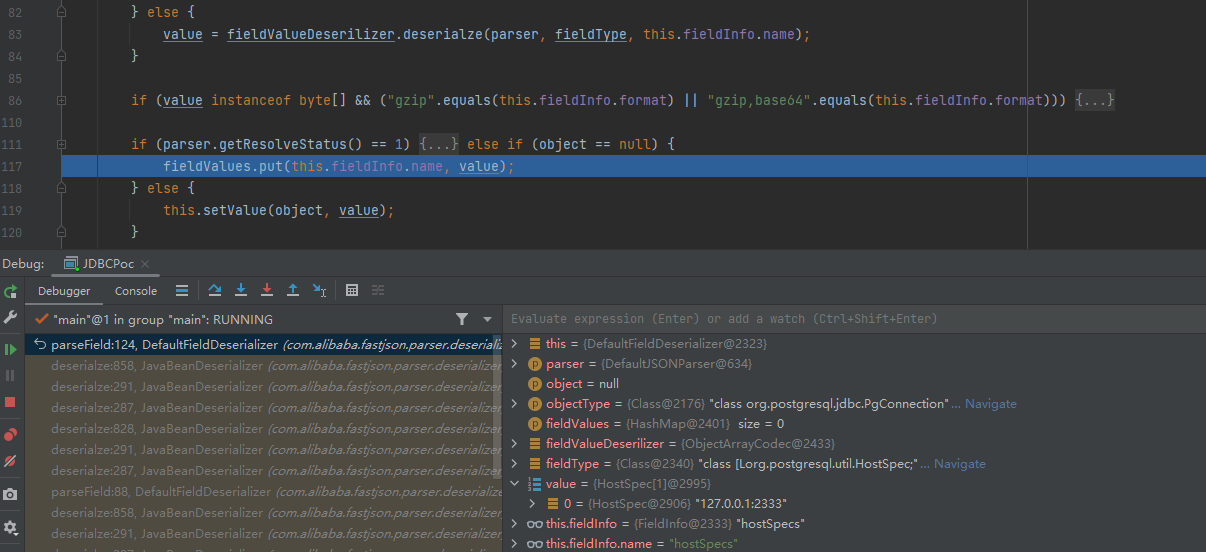 82 } else {
83 value = fieldValueDeserilizer.deserialze(parser, fieldType, this.fieldInfo.name);
84 }
85
86 if (value instanceof byte[] && ("gzip".equals(this.fieldInfo.format) || "gzip,base64".equals(this.fieldInfo.format))) {...}
110
111 if (parser.getResolveStatus() == 1) {...} else if (object == null) {
117 fieldValues.put(this.fieldInfo.name, value);
118 } else {
119 this.setValue(object, value);
120 }
Debug: JDBCPoc
Debugger Console
"main"@1 in group "main": RUNNING
parseField:124, DefaultFieldDeserializer (com.alibaba.fastjson.parser.deserializer
deserialze:858, JavaBeanDeserializer (com.alibaba.fastjson.parser.deserializer
deserialze:291, JavaBeanDeserializer (com.alibaba.fastjson.parser.deserializer
deserialze:287, JavaBeanDeserializer (com.alibaba.fastjson.parser.deserializer
deserialze:828, JavaBeanDeserializer (com.alibaba.fastjson.parser.deserializer
deserialze:291, JavaBeanDeserializer (com.alibaba.fastjson.parser.deserializer
deserialze:287, JavaBeanDeserializer (com.alibaba.fastjson.parser.deserializer
parseField:88, DefaultFieldDeserializer (com.alibaba.fastjson.parser.deserializer.
deserialze:858, JavaBeanDeserializer (com.alibaba.fastjson.parser.deserializer
deserialze:291, JavaBeanDeserializer (com.alibaba.fastjson.parser.deserializer
Evaluate expression (Enter) or add a watch (Ctrl+Shift+Enter)
this = {DefaultFieldDeserializer@2323}
parser = {DefaultJSONParser@634}
object = null
objectType = {Class@2176} "class org.postgresql.jdbc.PgConnection"... Navigate
fieldValues = {HashMap@2401} size = 0
fieldValueDeserilizer = {ObjectArrayCodec@2433}
fieldType = {Class@2340} "class [Lorg.postgresql.util.HostSpec;"... Navigate
value = {HostSpec[1]@2995}
0 = {HostSpec@2906} "127.0.0.1:2333"
this.fieldInfo = {FieldInfo@2333} "hostSpecs"
this.fieldInfo.name = "hostSpecs"